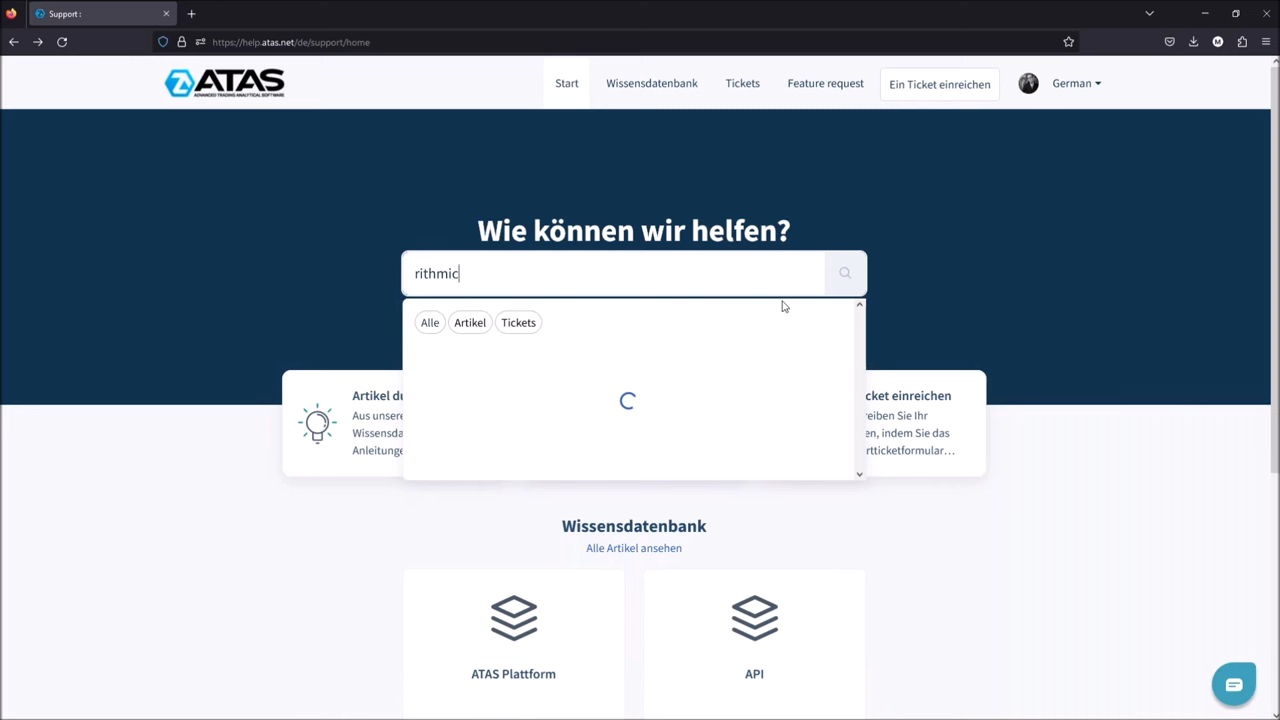 Support :
https://help.atas.net/de/support/home
ATAS
ADVANCED TRADING ANALYTICAL SOFTWARE
Start
Wissensdatenbank
Tickets
Feature request
Ein Ticket einreichen
German
Wie können wir helfen?
rithmic
Alle
Artikel
Tickets
Artikel du
Aus unsere
Wissensda
Anleitunge
cket einreichen
reiben Sie Ihr
en, indem Sie das
rtticketformular…
Wissensdatenbank
Alle Artikel ansehen
ATAS Plattform
API